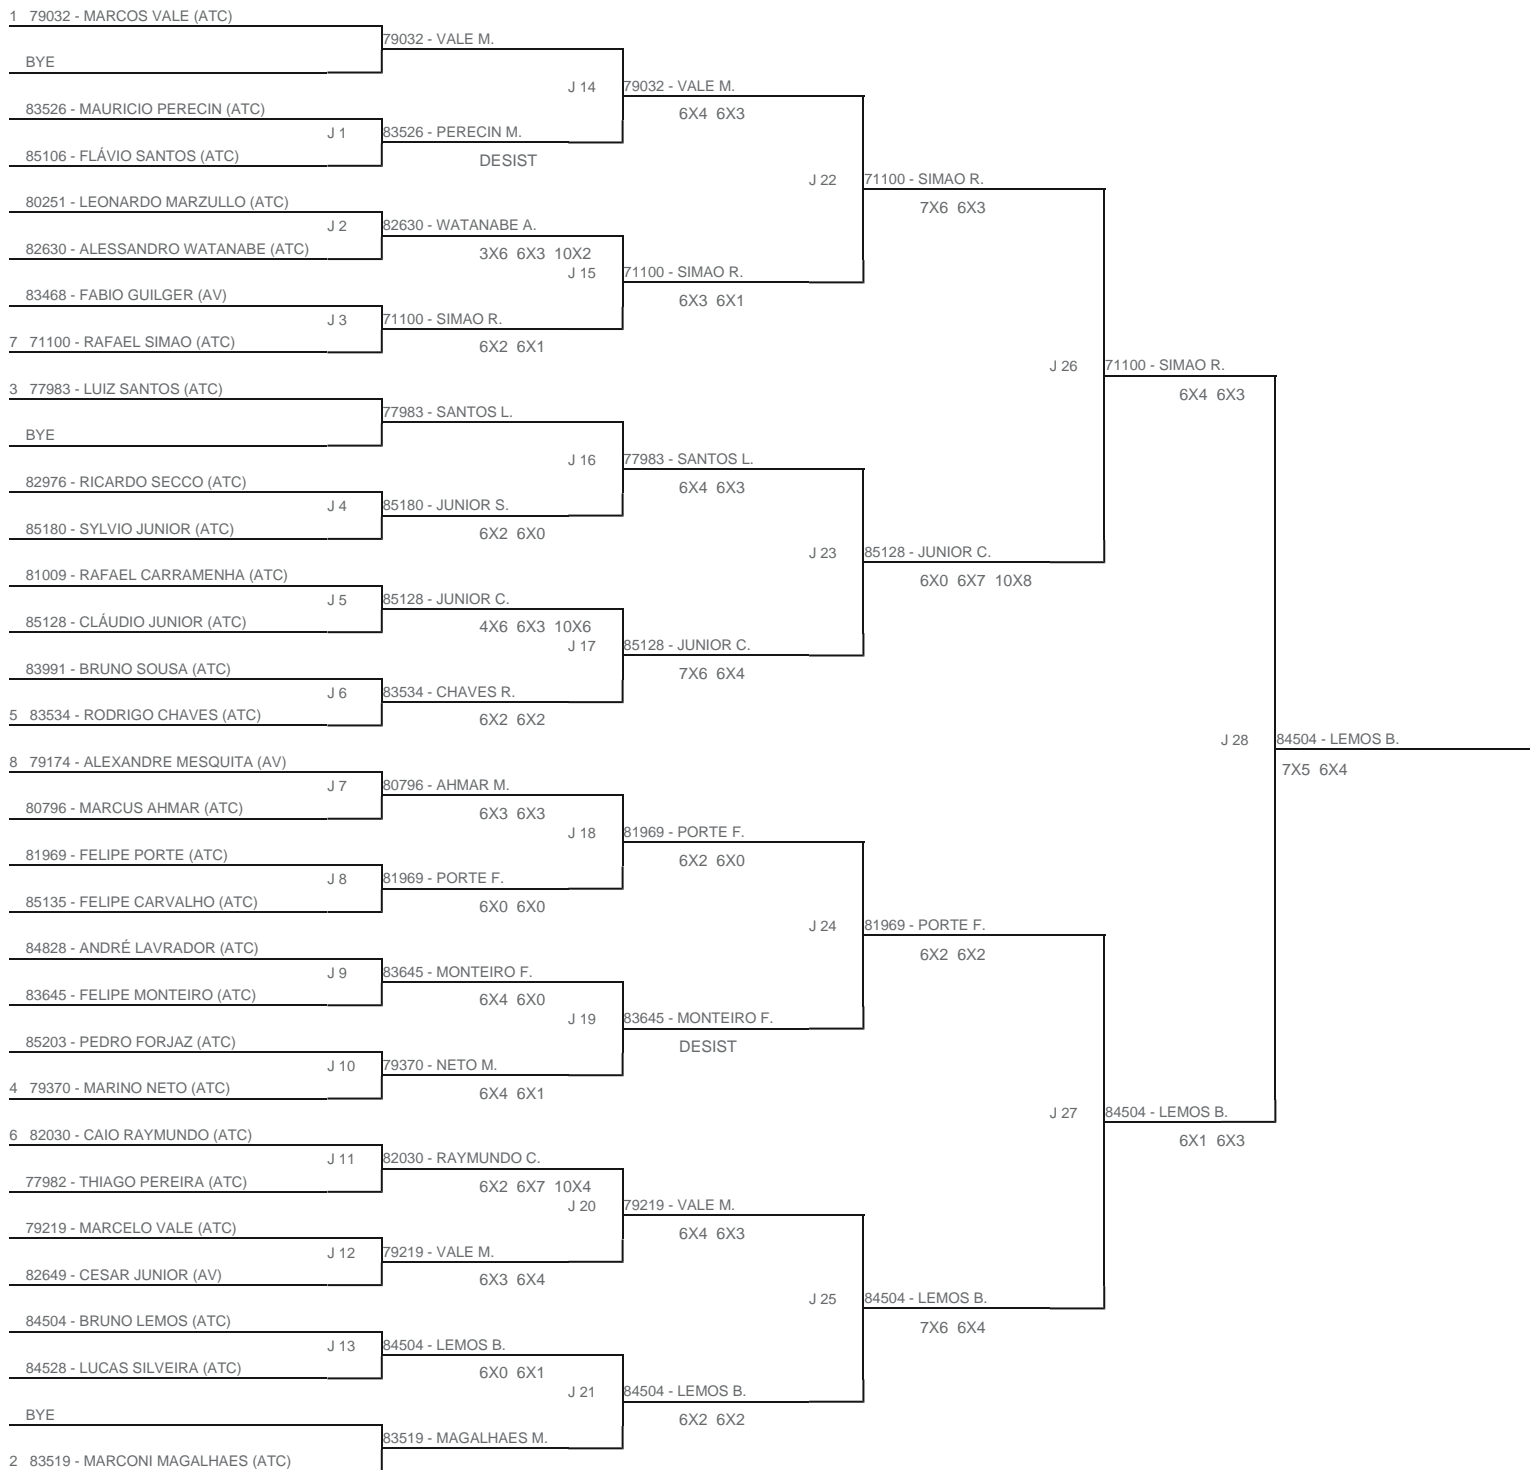 1 79032 - MARCOS VALE (ATC)
79032 - VALE M.
BYE
J 14
79032 - VALE M.
6X4 6X3
83526 - MAURICIO PERECIN (ATC)
J 1
83526 - PERECIN M.
85106 - FLÁVIO SANTOS (ATC)
DESIST
J 22
71100 - SIMAO R.
7X6 6X3
80251 - LEONARDO MARZULLO (ATC)
J 2
82630 - WATANABE A.
82630 - ALESSANDRO WATANABE (ATC)
3X6 6X3 10X2
J 15
71100 - SIMAO R.
6X3 6X1
83468 - FABIO GUILGER (AV)
J 3
71100 - SIMAO R.
7 71100 - RAFAEL SIMAO (ATC)
6X2 6X1
J 26
71100 - SIMAO R.
6X4 6X3
3 77983 - LUIZ SANTOS (ATC)
77983 - SANTOS L.
BYE
J 16
77983 - SANTOS L.
6X4 6X3
82976 - RICARDO SECCO (ATC)
J 4
85180 - JUNIOR S.
85180 - SYLVIO JUNIOR (ATC)
6X2 6X0
J 23
85128 - JUNIOR C.
6X0 6X7 10X8
81009 - RAFAEL CARRAMENHA (ATC)
J 5
85128 - JUNIOR C.
85128 - CLÁUDIO JUNIOR (ATC)
4X6 6X3 10X6
J 17
85128 - JUNIOR C.
7X6 6X4
83991 - BRUNO SOUSA (ATC)
J 6
83534 - CHAVES R.
5 83534 - RODRIGO CHAVES (ATC)
6X2 6X2
J 28
84504 - LEMOS B.
7X5 6X4
8 79174 - ALEXANDRE MESQUITA (AV)
J 7
80796 - AHMAR M.
80796 - MARCUS AHMAR (ATC)
6X3 6X3
J 18
81969 - PORTE F.
6X2 6X0
81969 - FELIPE PORTE (ATC)
J 8
81969 - PORTE F.
85135 - FELIPE CARVALHO (ATC)
6X0 6X0
J 24
81969 - PORTE F.
6X2 6X2
84828 - ANDRÉ LAVRADOR (ATC)
J 9
83645 - MONTEIRO F.
83645 - FELIPE MONTEIRO (ATC)
6X4 6X0
J 19
83645 - MONTEIRO F.
DESIST
85203 - PEDRO FORJAZ (ATC)
J 10
79370 - NETO M.
4 79370 - MARINO NETO (ATC)
6X4 6X1
J 27
84504 - LEMOS B.
6X1 6X3
6 82030 - CAIO RAYMUNDO (ATC)
J 11
82030 - RAYMUNDO C.
77982 - THIAGO PEREIRA (ATC)
6X2 6X7 10X4
J 20
79219 - VALE M.
6X4 6X3
79219 - MARCELO VALE (ATC)
J 12
79219 - VALE M.
82649 - CESAR JUNIOR (AV)
6X3 6X4
J 25
84504 - LEMOS B.
7X6 6X4
84504 - BRUNO LEMOS (ATC)
J 13
84504 - LEMOS B.
84528 - LUCAS SILVEIRA (ATC)
6X0 6X1
J 21
84504 - LEMOS B.
6X2 6X2
BYE
83519 - MAGALHAES M.
2 83519 - MARCONI MAGALHAES (ATC)